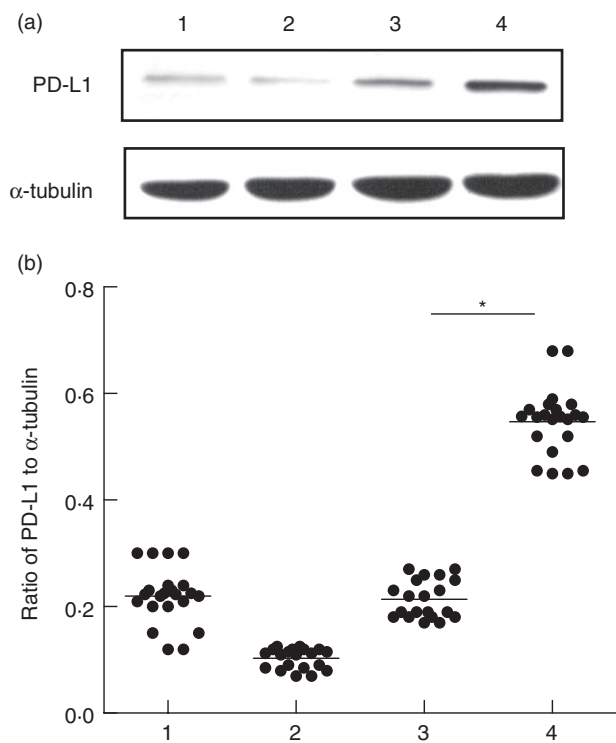 (a)
1 2 3 4
PD-L1
α-tubulin
(b)
0·8
*
0·6
0·4
0·2
0·0
Ratio of PD-L1 to α-tubulin
1 2 3 4